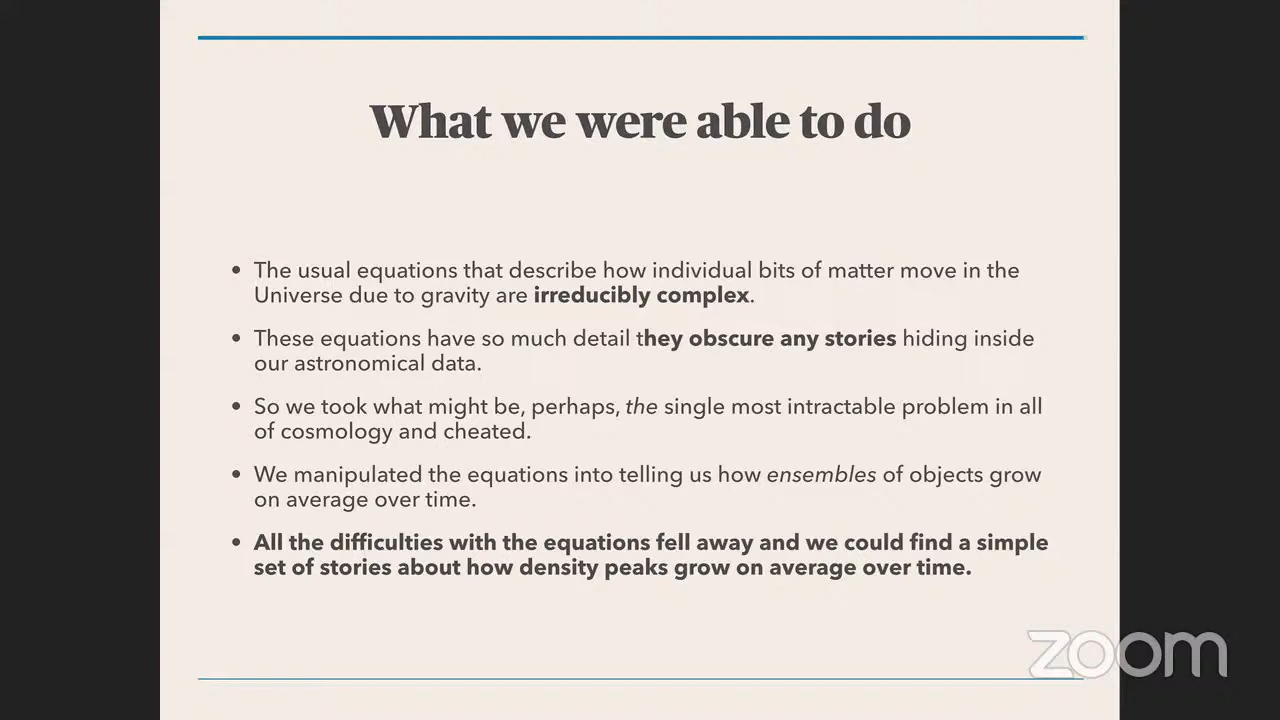 What we were able to do
• The usual equations that describe how individual bits of matter move in the
Universe due to gravity are irreducibly complex.
• These equations have so much detail they obscure any stories hiding inside
our astronomical data.
• So we took what might be, perhaps, the single most intractable problem in all
of cosmology and cheated.
• We manipulated the equations into telling us how ensembles of objects grow
on average over time.
• All the difficulties with the equations fell away and we could find a simple
set of stories about how density peaks grow on average over time.
zoom